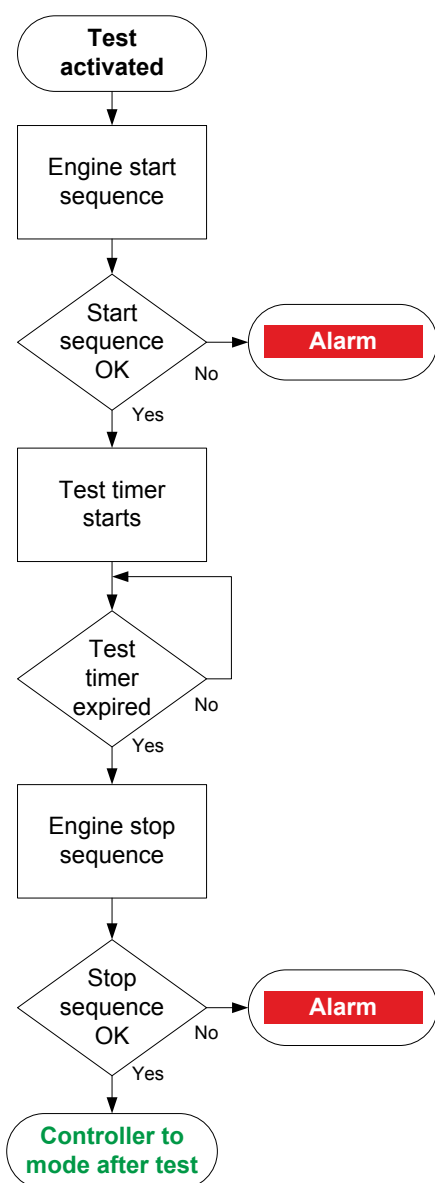 Test
activated
Engine start
sequence
Start
sequence
OK
No
Alarm
Yes
Test timer
starts
Test
timer
expired
No
Yes
Engine stop
sequence
Stop
sequence
OK
No
Alarm
Yes
Controller to
mode after test